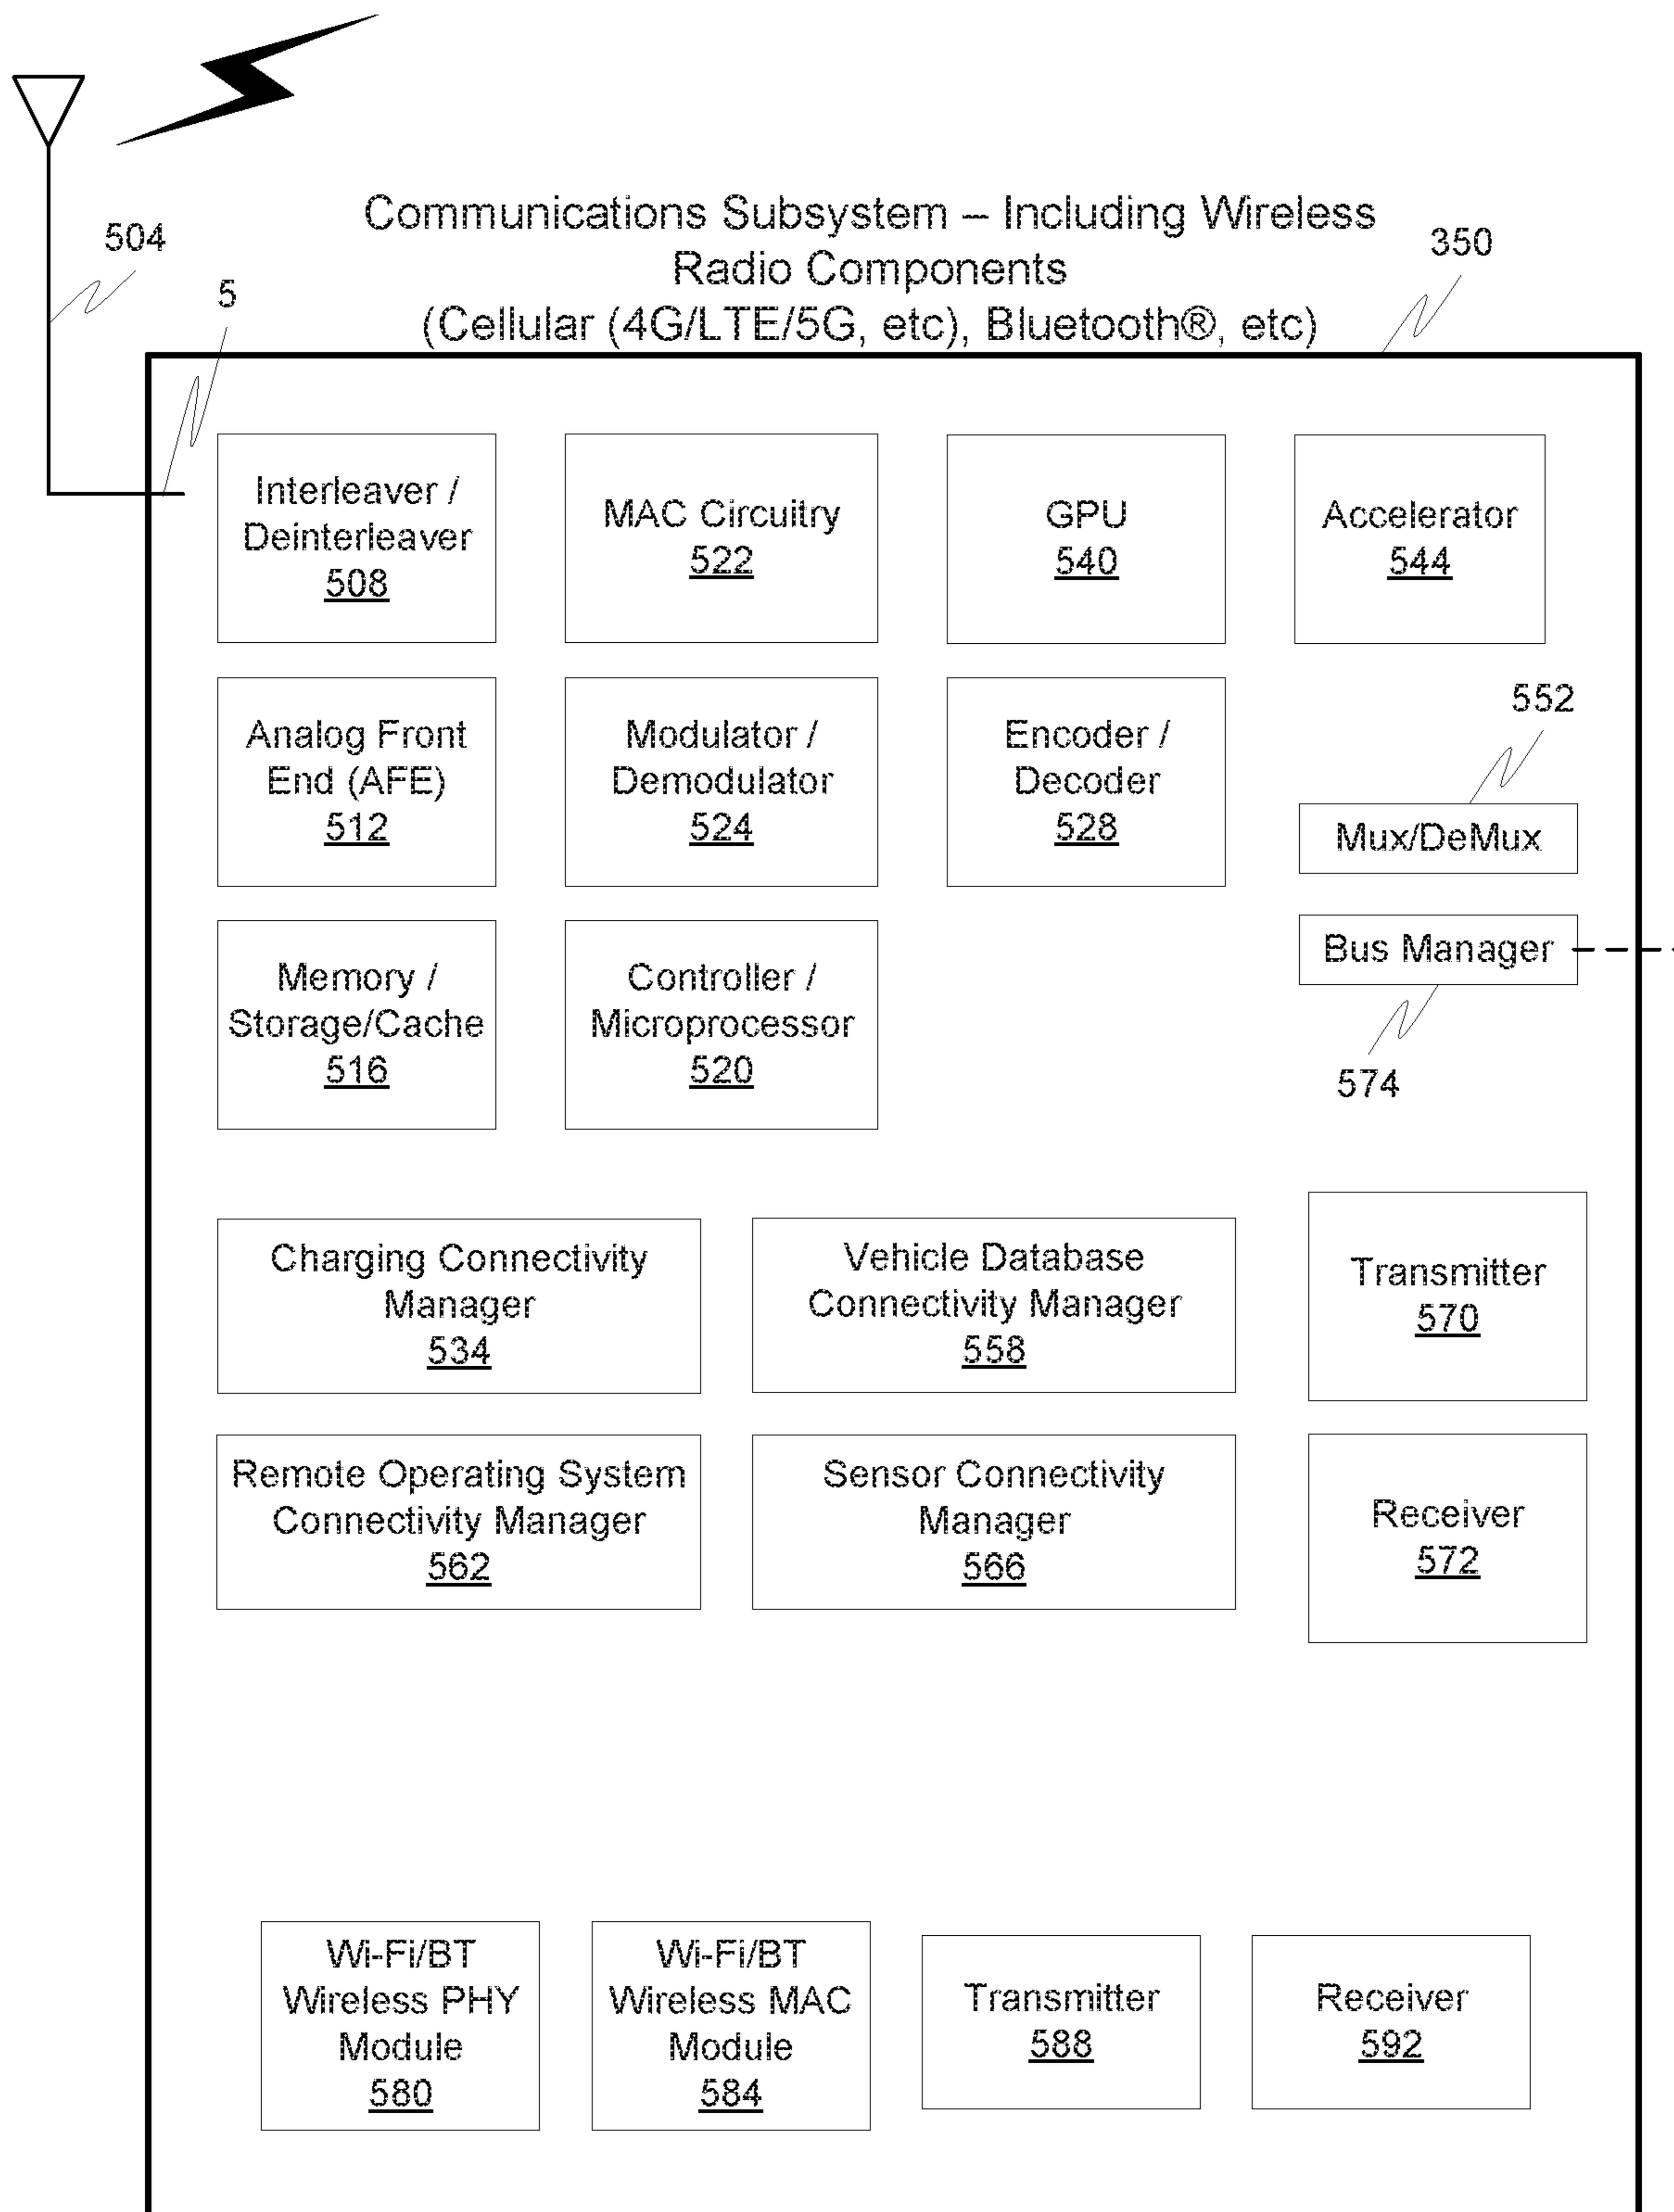 Communications Subsystem – Including Wireless
Radio Components
(Cellular (4G/LTE/5G, etc), Bluetooth®, etc)
504
5
350
Interleaver /
Deinterleaver
508
MAC Circuitry
522
GPU
540
Accelerator
544
Analog Front
End (AFE)
512
Modulator /
Demodulator
524
Encoder /
Decoder
528
552
Mux/DeMux
Bus Manager
574
Memory /
Storage/Cache
516
Controller /
Microprocessor
520
Charging Connectivity
Manager
534
Vehicle Database
Connectivity Manager
558
Transmitter
570
Remote Operating System
Connectivity Manager
562
Sensor Connectivity
Manager
566
Receiver
572
Wi-Fi/BT
Wireless PHY
Module
580
Wi-Fi/BT
Wireless MAC
Module
584
Transmitter
588
Receiver
592